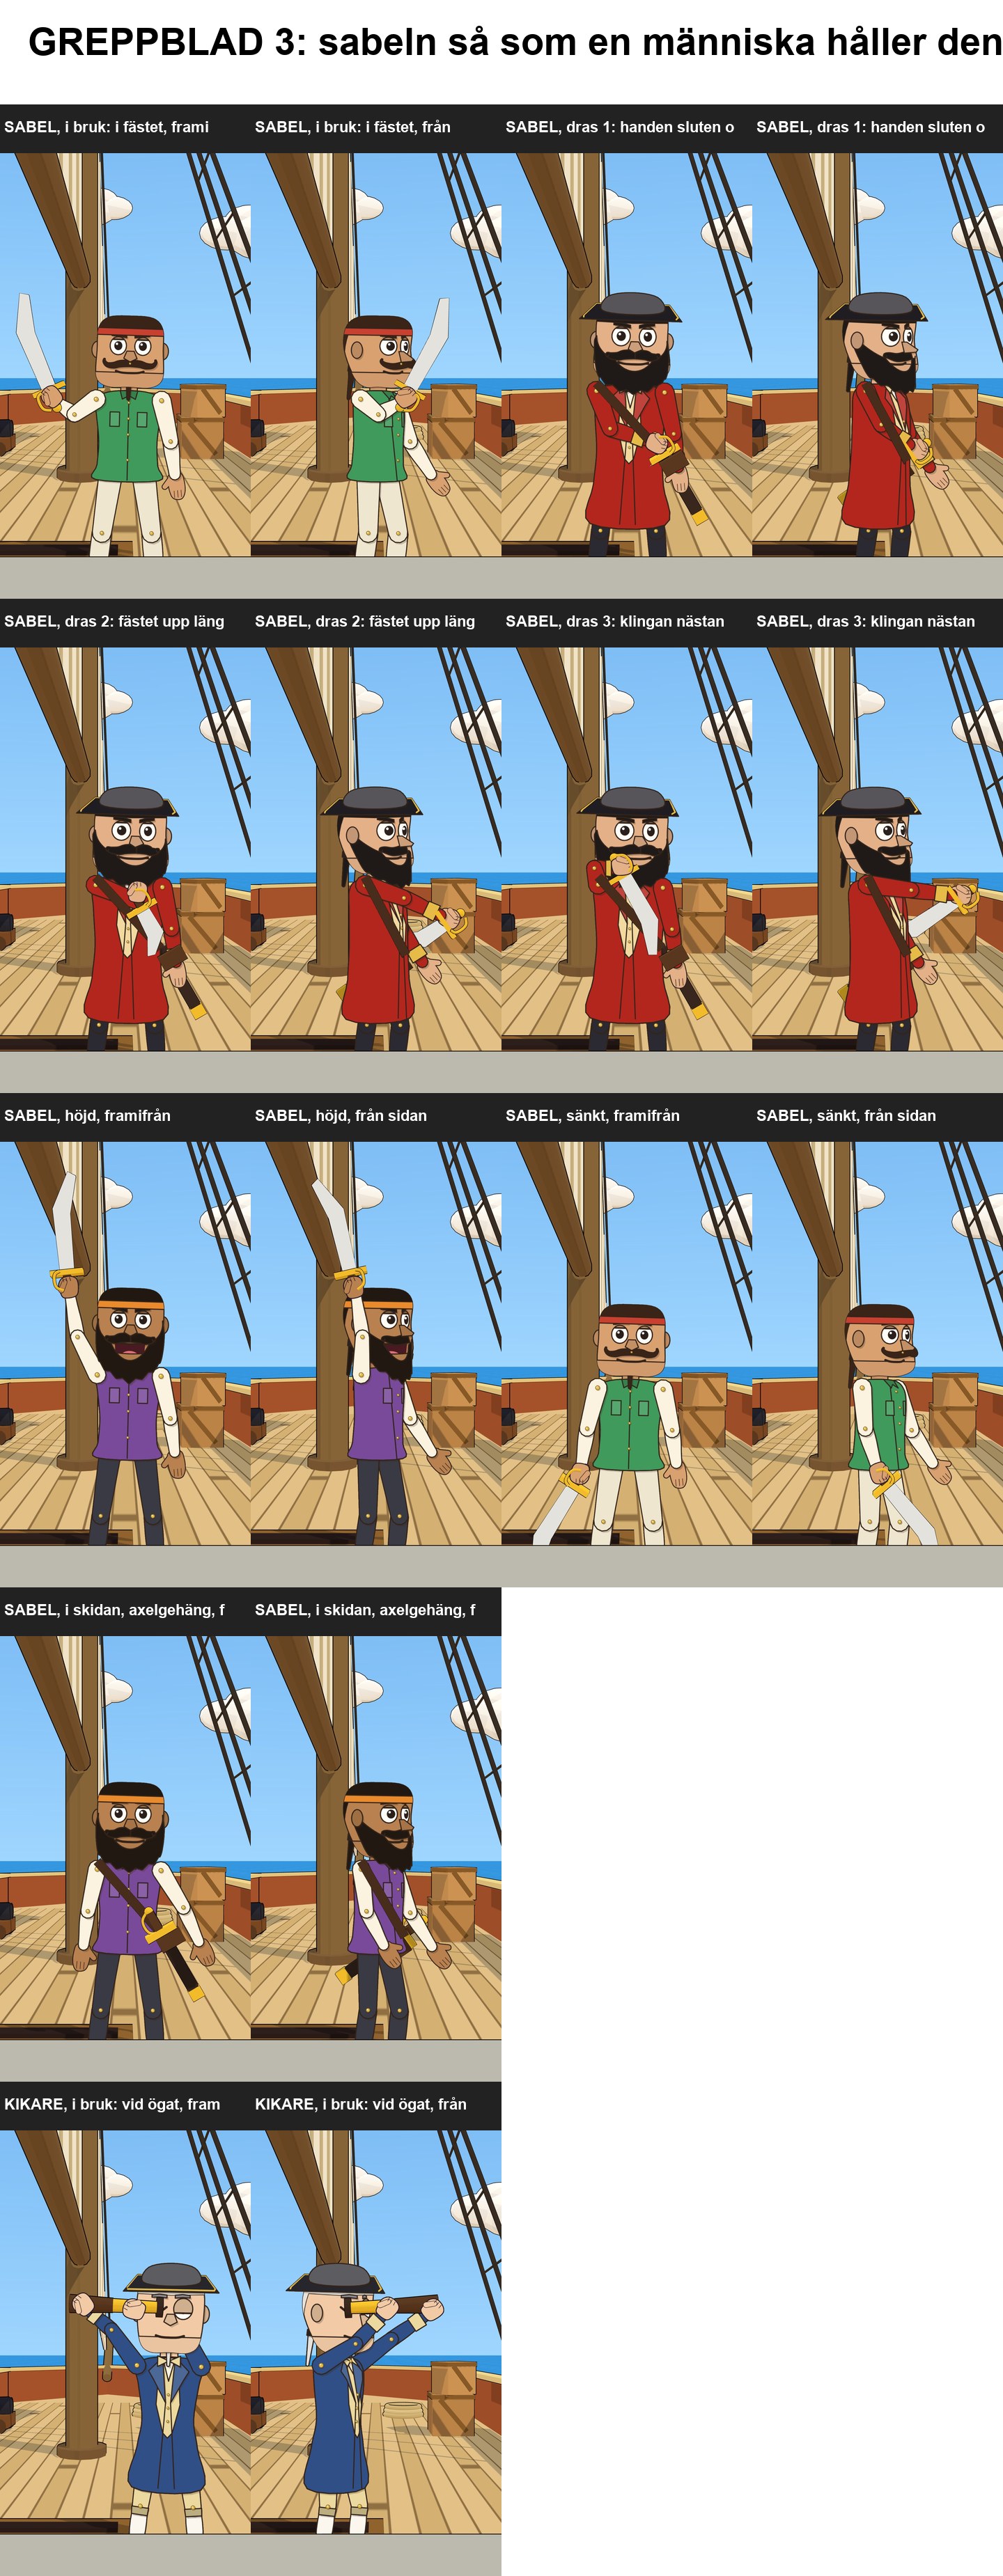 GREPPBLAD 3: sabeln så som en människa håller den
SABEL, i bruk: i fästet, frami
SABEL, i bruk: i fästet, från
SABEL, dras 1: handen sluten o
SABEL, dras 1: handen sluten o
SABEL, dras 2: fästet upp läng
SABEL, dras 2: fästet upp läng
SABEL, dras 3: klingan nästan
SABEL, dras 3: klingan nästan
SABEL, höjd, framifrån
SABEL, höjd, från sidan
SABEL, sänkt, framifrån
SABEL, sänkt, från sidan
SABEL, i skidan, axelgehäng, f
SABEL, i skidan, axelgehäng, f
KIKARE, i bruk: vid ögat, fram
KIKARE, i bruk: vid ögat, från